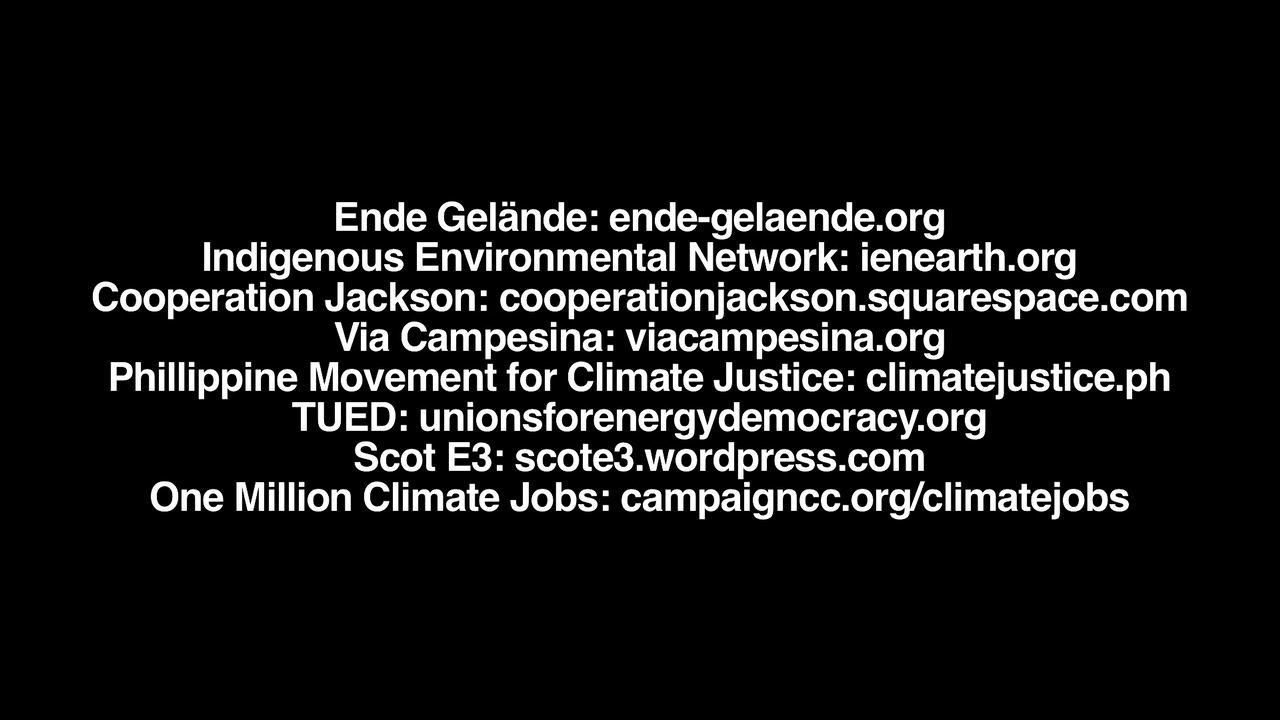 Ende Gelände: ende-gelaende.org
Indigenous Environmental Network: ienearth.org
Cooperation Jackson: cooperationjackson.squarespace.com
Via Campesina: viacampesina.org
Phillippine Movement for Climate Justice: climatejustice.ph
TUED: unionsforenergydemocracy.org
Scot E3: scote3.wordpress.com
One Million Climate Jobs: campaigncc.org/climatejobs